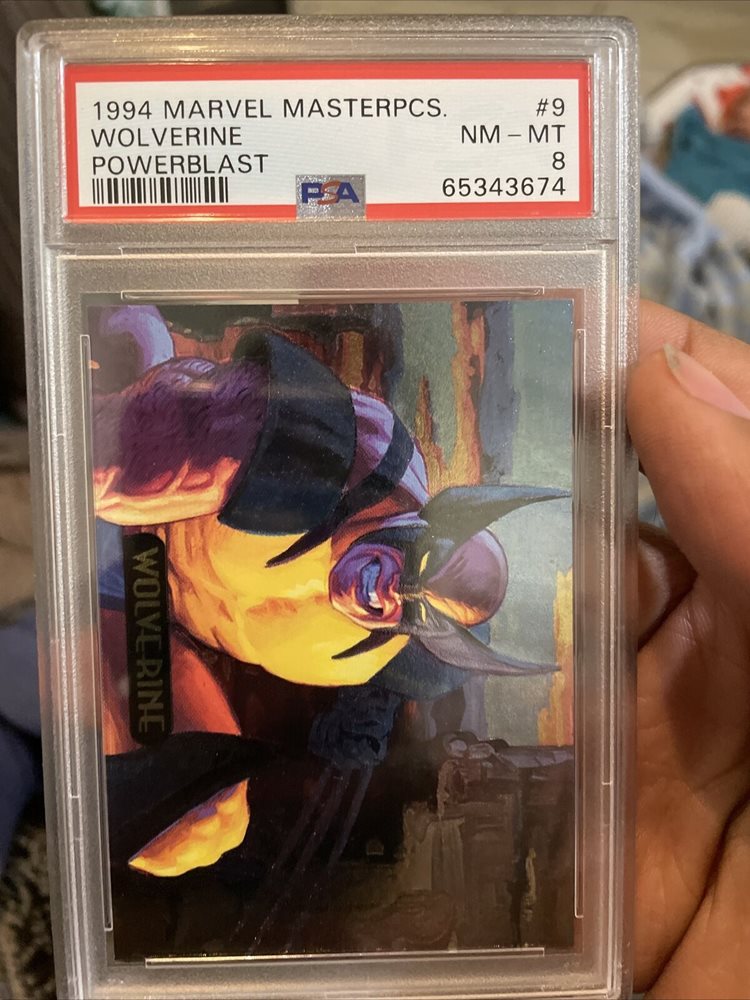 1994 MARVEL MASTERPCS. #9
WOLVERINE NM - MT
POWERBLAST 8
PSA 65343674
WOLVERINE